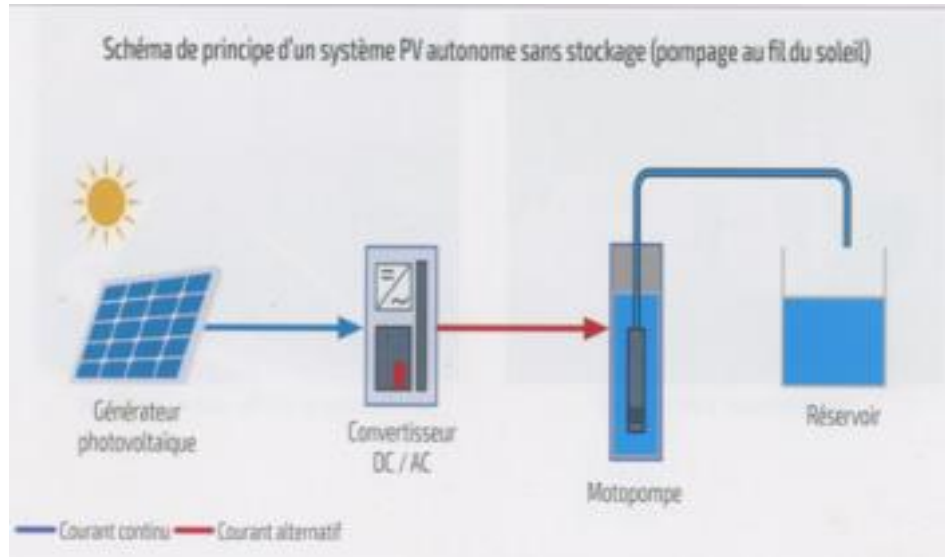 Schéma de principe d'un système PV autonome sans stockage (pompage au fil du soleil)
Générateur
photovoltaïque
Convertisseur
DC / AC
Motopompe
Réservoir
Courant continu Courant alternatif